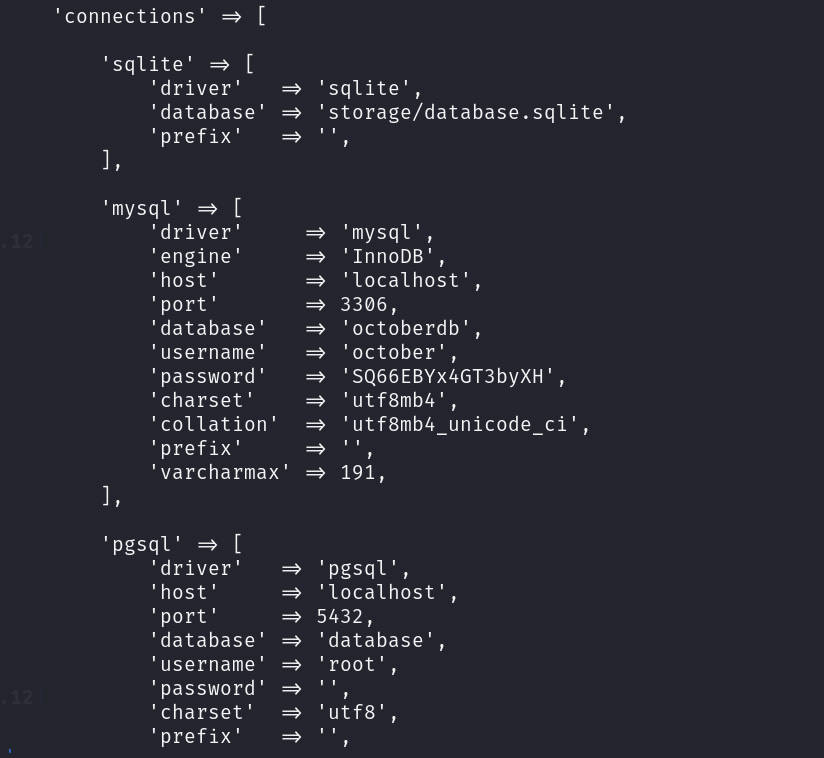 'connections' => [
'sqlite' => [
'driver' => 'sqlite',
'database' => 'storage/database.sqlite',
'prefix' => '',
],
'mysql' => [
'driver' => 'mysql',
'engine' => 'InnoDB',
'host' => 'localhost',
'port' => 3306,
'database' => 'octoberdb',
'username' => 'october',
'password' => 'SQ66EBYx4GT3byXH',
'charset' => 'utf8mb4',
'collation' => 'utf8mb4_unicode_ci',
'prefix' => '',
'varcharmax' => 191,
],
'pgsql' => [
'driver' => 'pgsql',
'host' => 'localhost',
'port' => 5432,
'database' => 'database',
'username' => 'root',
'password' => '',
'charset' => 'utf8',
'prefix' => '',
.12
.12